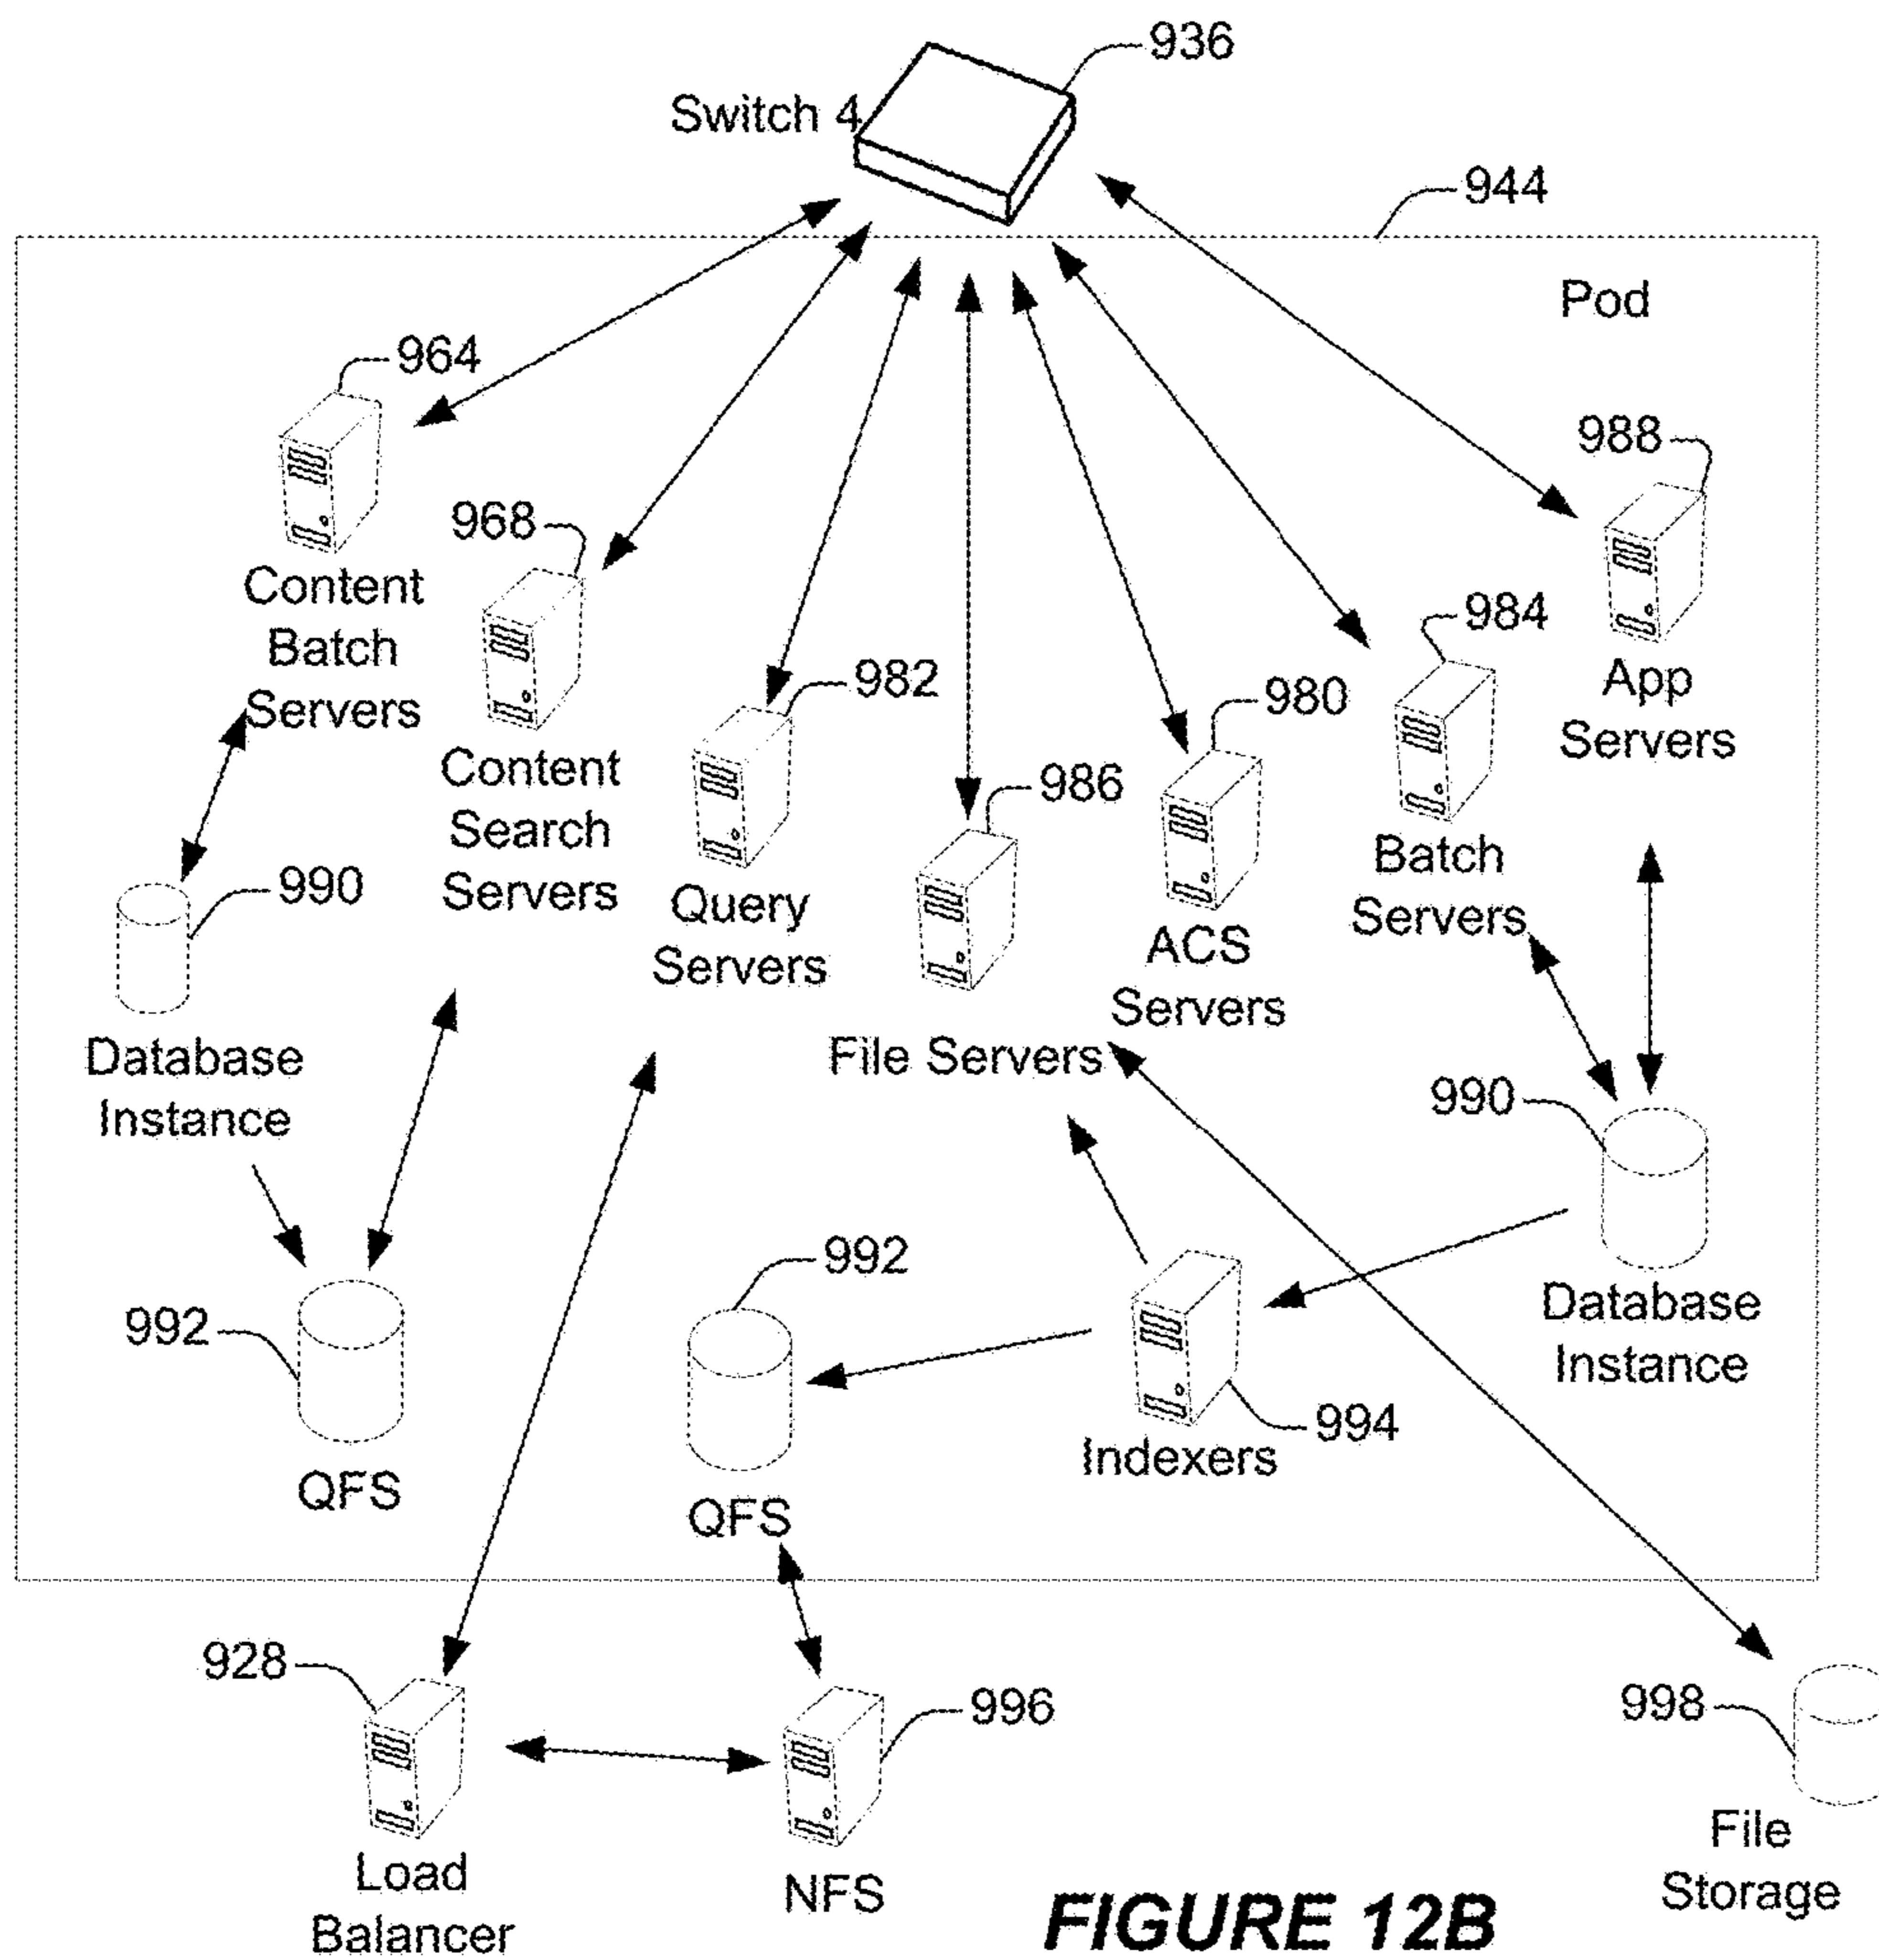 936
Switch 4
944
Pod
964
988
968
Content
Batch
Servers
984
982
980
App
Servers
Content
Search
Servers
986
Batch
Servers
990
Query
Servers
ACS
Servers
Database
Instance
File Servers
990
992
992
Database
Instance
994
Indexers
QFS
QFS
928
996
998
Load
Balancer
NFS
File
Storage
FIGURE 12B